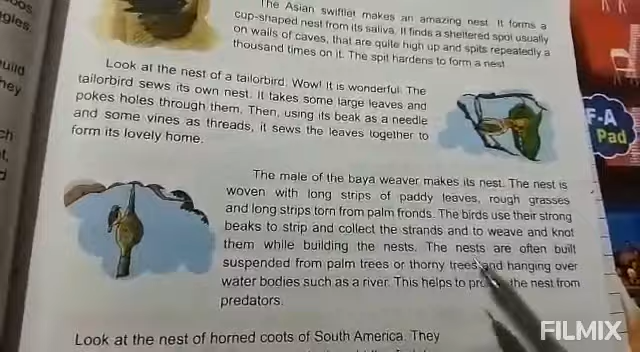 The Asian swiftlet makes an amazing nest. It forms a
cup-shaped nest from its saliva. It finds a sheltered spot usually
on walls of caves, that are quite high up and spits repeatedly a
thousand times on it. The spit hardens to form a nest.
Look at the nest of a tailorbird. Wow! It is wonderful. The
tailorbird sews its own nest. It takes some large leaves and
pokes holes through them. Then, using its beak as a needle
and some vines as threads, it sews the leaves together to
form its lovely home.
The male of the baya weaver makes its nest. The nest is
woven with long strips of paddy leaves, rough grasses
and long strips torn from palm fronds. The birds use their strong
beaks to strip and collect the strands and to weave and knot
them while building the nests. The nests are often built
suspended from palm trees or thorny trees and hanging over
water bodies such as a river. This helps to the nest from
predators.
Look at the nest of horned coots of South America. They
F-A
Pad
FILMIX